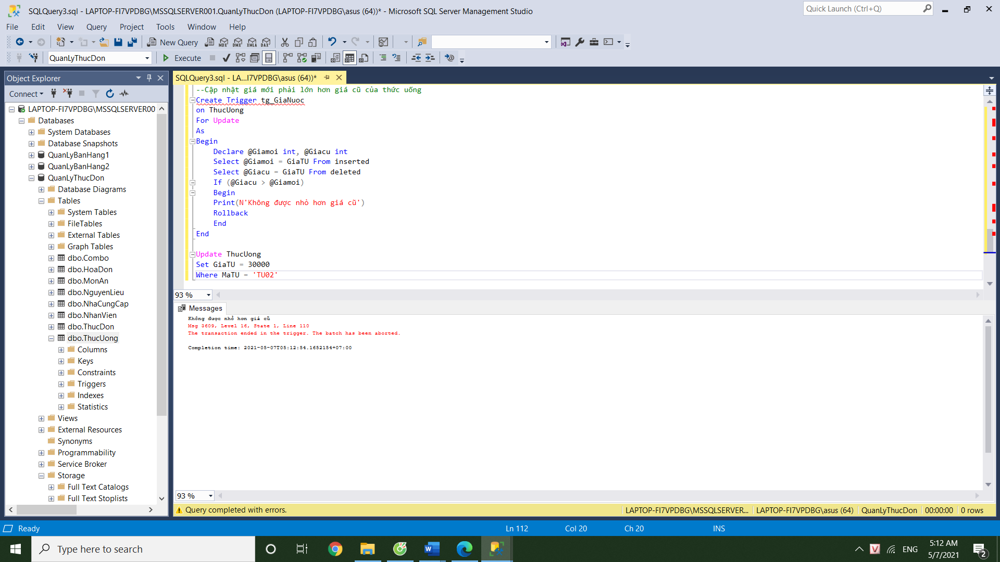 SQLQuery3.sql - LAPTOP-FI7VPDBG\MSSQLSERVER001.QuanLyThucDon (LAPTOP-FI7VPDBG\asus (64))* - Microsoft SQL Server Management Studio
Quick Launch (Ctrl+Q)
File Edit View Query Project Tools Window Help
New Query MDX DMX XMLA DAX
QuanLyThucDon Execute
Object Explorer
Connect
LAPTOP-FI7VPDBG\MSSQLSERVER00
Databases
System Databases
Database Snapshots
QuanLyBanHang1
QuanLyBanHang2
QuanLyThucDon
Database Diagrams
Tables
System Tables
FileTables
External Tables
Graph Tables
dbo.Combo
dbo.HoaDon
dbo.MonAn
dbo.NguyenLieu
dbo.NhaCungCap
dbo.NhanVien
dbo.ThucDon
dbo.ThucUong
Columns
Keys
Constraints
Triggers
Indexes
Statistics
Views
External Resources
Synonyms
Programmability
Service Broker
Storage
Full Text Catalogs
Full Text Stoplists
SQLQuery3.sql - LA...I7VPDBG\asus (64))*
--Cập nhật giá mới phải lớn hơn giá cũ của thức uống
Create Trigger tg_GiaNuoc
on ThucUong
For Update
As
Begin
Declare @Giamoi int, @Giacu int
Select @Giamoi = GiaTU From inserted
Select @Giacu = GiaTU From deleted
If (@Giacu > @Giamoi)
Begin
Print(N'Không được nhỏ hơn giá cũ')
Rollback
End
End
Update ThucUong
Set GiaTU = 30000
Where MaTU = 'TU02'
93 %
Messages
Không được nhỏ hơn giá cũ
Msg 3609, Level 16, State 1, Line 110
The transaction ended in the trigger. The batch has been aborted.
Completion time: 2021-05-07T05:12:54.1652154+07:00
93 %
Query completed with errors. LAPTOP-FI7VPDBG\MSSQLSERVER... LAPTOP-FI7VPDBG\asus (64) QuanLyThucDon 00:00:00 0 rows
Ready Ln 112 Col 20 Ch 20 INS
Type here to search
ENG
5:12 AM
5/7/2021
2